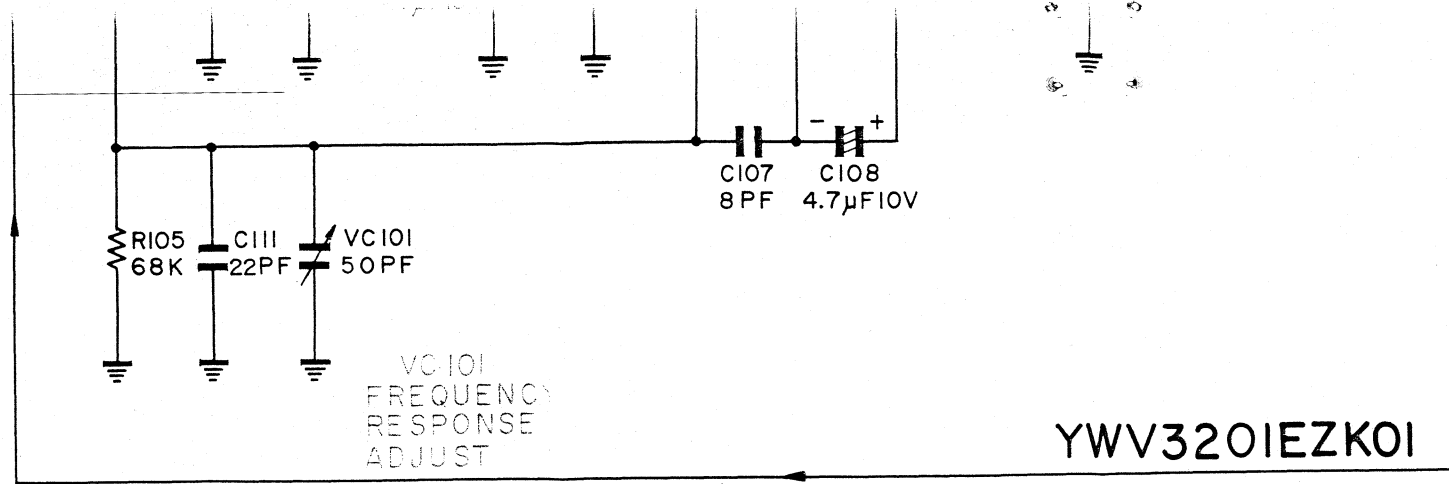 - +
C107
8PF
C108
4.7μF10V
R105
68K
C111
22PF
VC101
50PF
VC101
FREQUENCY
RESPONSE
ADJUST
YWV3201EZK01